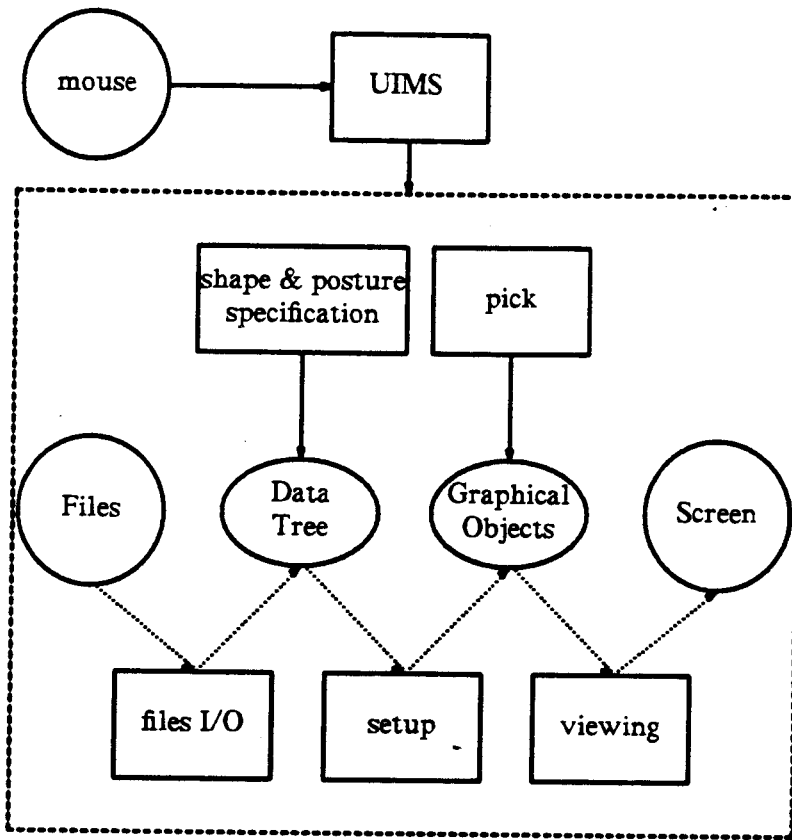 mouse
UIMS
shape & posture
specification
pick
Files
Data
Tree
Graphical
Objects
Screen
files I/O
setup
viewing